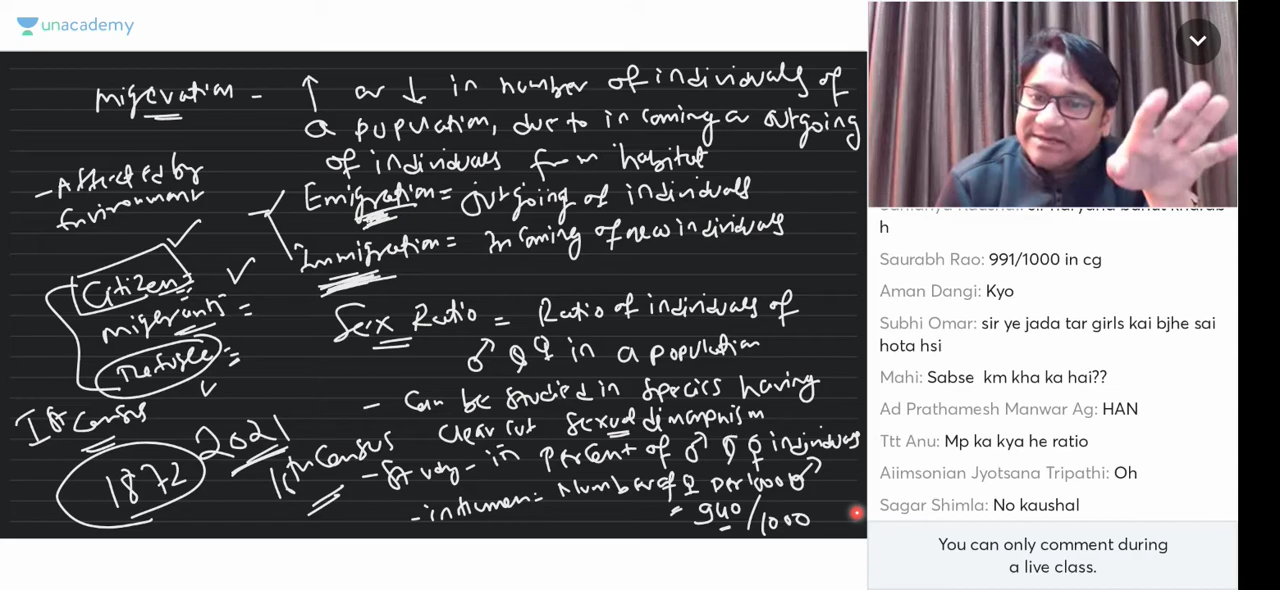 unacademy
migeration - ↑ or ↓ in number of individuals of
a population, due to incoming or outgoing
of individuals from habitat
- Affected by
Environment
Emigration = outgoing of individuals
Immigration = Incoming of new individuals
Citizen
migerants =
Refusee =
Sex Ratio = Ratio of individuals of
♂ & ♀ in a population
- Can be studied in species having
clear cut sexual dimorphism
Ist Census
1872
2021
16th Census
- Study - in percent of ♂ & ♀ individuals
- in human = Number of ♀ per 1000 ♂
= 940/1000
h
Saurabh Rao: 991/1000 in cg
Aman Dangi: Kyo
Subhi Omar: sir ye jada tar girls kai bjhe sai
hota hsi
Mahi: Sabse km kha ka hai??
Ad Prathamesh Manwar Ag: HAN
Ttt Anu: Mp ka kya he ratio
Aiimsonian Jyotsana Tripathi: Oh
Sagar Shimla: No kaushal
You can only comment during
a live class.